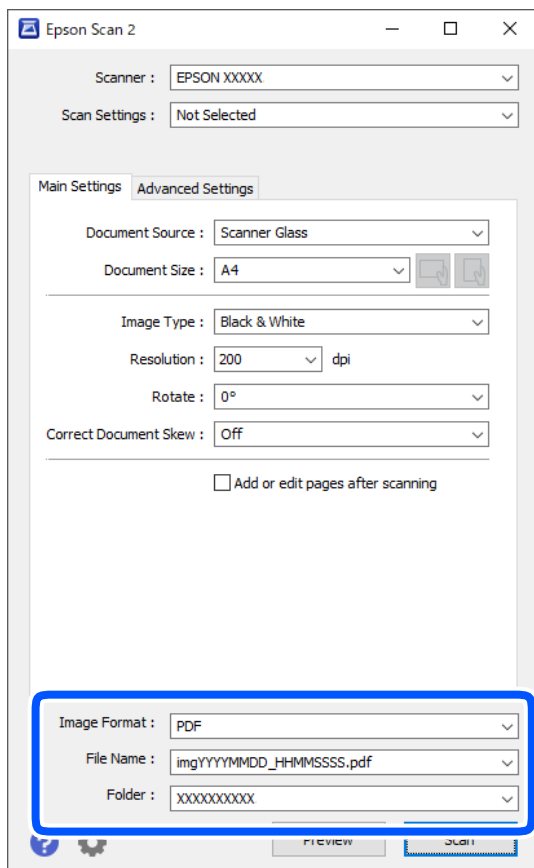 Epson Scan 2
Scanner : EPSON XXXXX
Scan Settings : Not Selected
Main Settings Advanced Settings
Document Source : Scanner Glass
Document Size : A4
Image Type : Black & White
Resolution : 200 dpi
Rotate : 0°
Correct Document Skew : Off
Add or edit pages after scanning
Image Format : PDF
File Name : imgYYYYMMDD_HHMMSSSS.pdf
Folder : XXXXXXXXXX
? Preview Scan